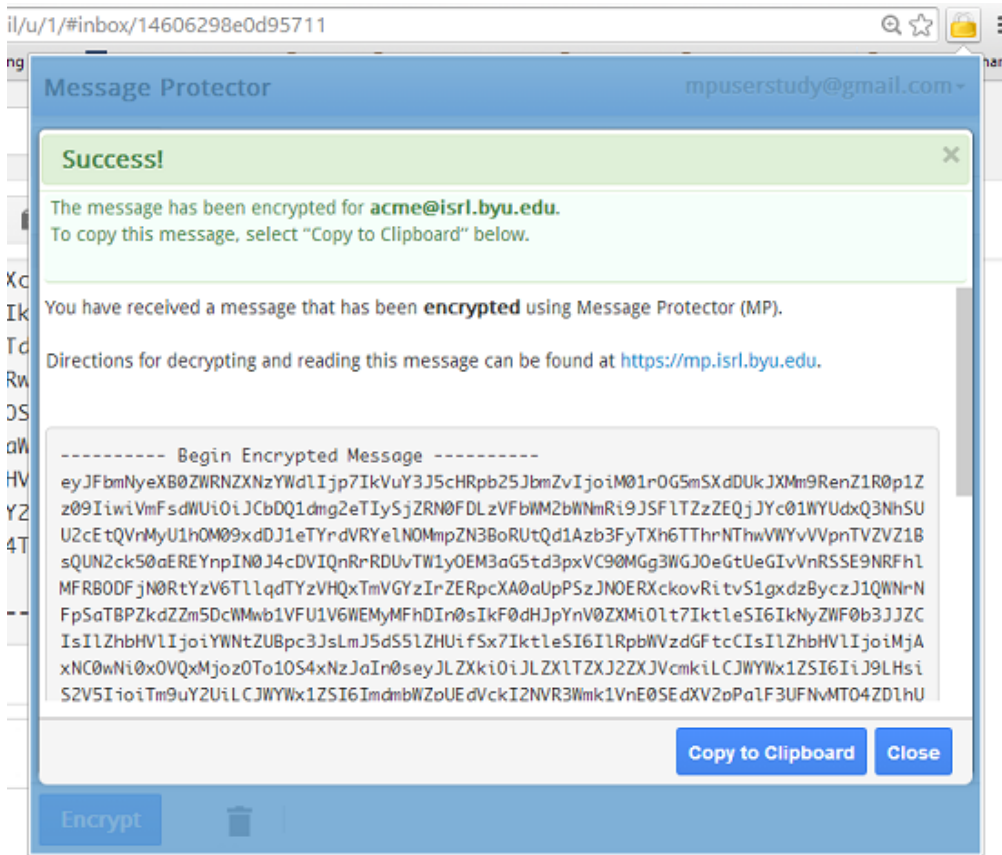 il/u/1/#inbox/14606298e0d95711
ng
Message Protector
mpuserstudy@gmail.com
Success!
The message has been encrypted for acme@isrl.byu.edu.
To copy this message, select “Copy to Clipboard” below.
You have received a message that has been encrypted using Message Protector (MP).
Directions for decrypting and reading this message can be found at https://mp.isrl.byu.edu.
---------- Begin Encrypted Message ----------
eyJFbmNyeXB0ZWRNZXNzYWdlIjp7IkVuY3J5cHRpb25JbmZvIjoiM01rOG5mSXdDUkJXMm9RenZ1R0p1Z
z09IiwiVmFsdWUiOiJCbDQ1dmg2eTIySjZRN0FDLzVFbWM2bWNmRi9JSFlTZzZEQjJYc01WYUdxQ3NhSU
U2cEtQVnMyU1hOM09xdDJ1eTYrdVRYelNOMmpZN3BoRUtQd1Azb3FyTXh6TThrNThwVWYvVVpnTVZVZ1B
sQUN2ck50aEREYnpIN0J4cDVIQnRrRDUvTW1yOEM3aG5td3pxVC90MGg3WGJOeGtUeGIvVnRSSE9NRFhl
MFRBODFjN0RtYzV6TllqdTYzVHQxTmVGYzIrZERpcXA0aUpPSzJNOERXckovRitvS1gxdzByczJ1QWNrN
FpSaTBPZkdZZm5DcWMwb1VFU1V6WEMyMFhDIn0sIkF0dHJpYnV0ZXMiOlt7IktleSI6IkNyZWF0b3JJZC
IsIlZhbHVlIjoiYWNtZUBpc3JsLmJ5dS5lZHUifSx7IktleSI6IlRpbWVzdGFtcCIsIlZhbHVlIjoiMjA
xNC0wNi0xOVQxMjozOTo1OS4xNzJaIn0seyJLZXkiOiJLZXlTZXJ2ZXJVcmkiLCJWYWx1ZSI6IiJ9LHsi
S2V5IjoiTm9uY2UiLCJWYWx1ZSI6ImdmbWZpUEdVckI2NVR3Wmk1VnE0SEdXV2pPalF3UFNvMTO4ZDlhU
Copy to Clipboard
Close
Encrypt